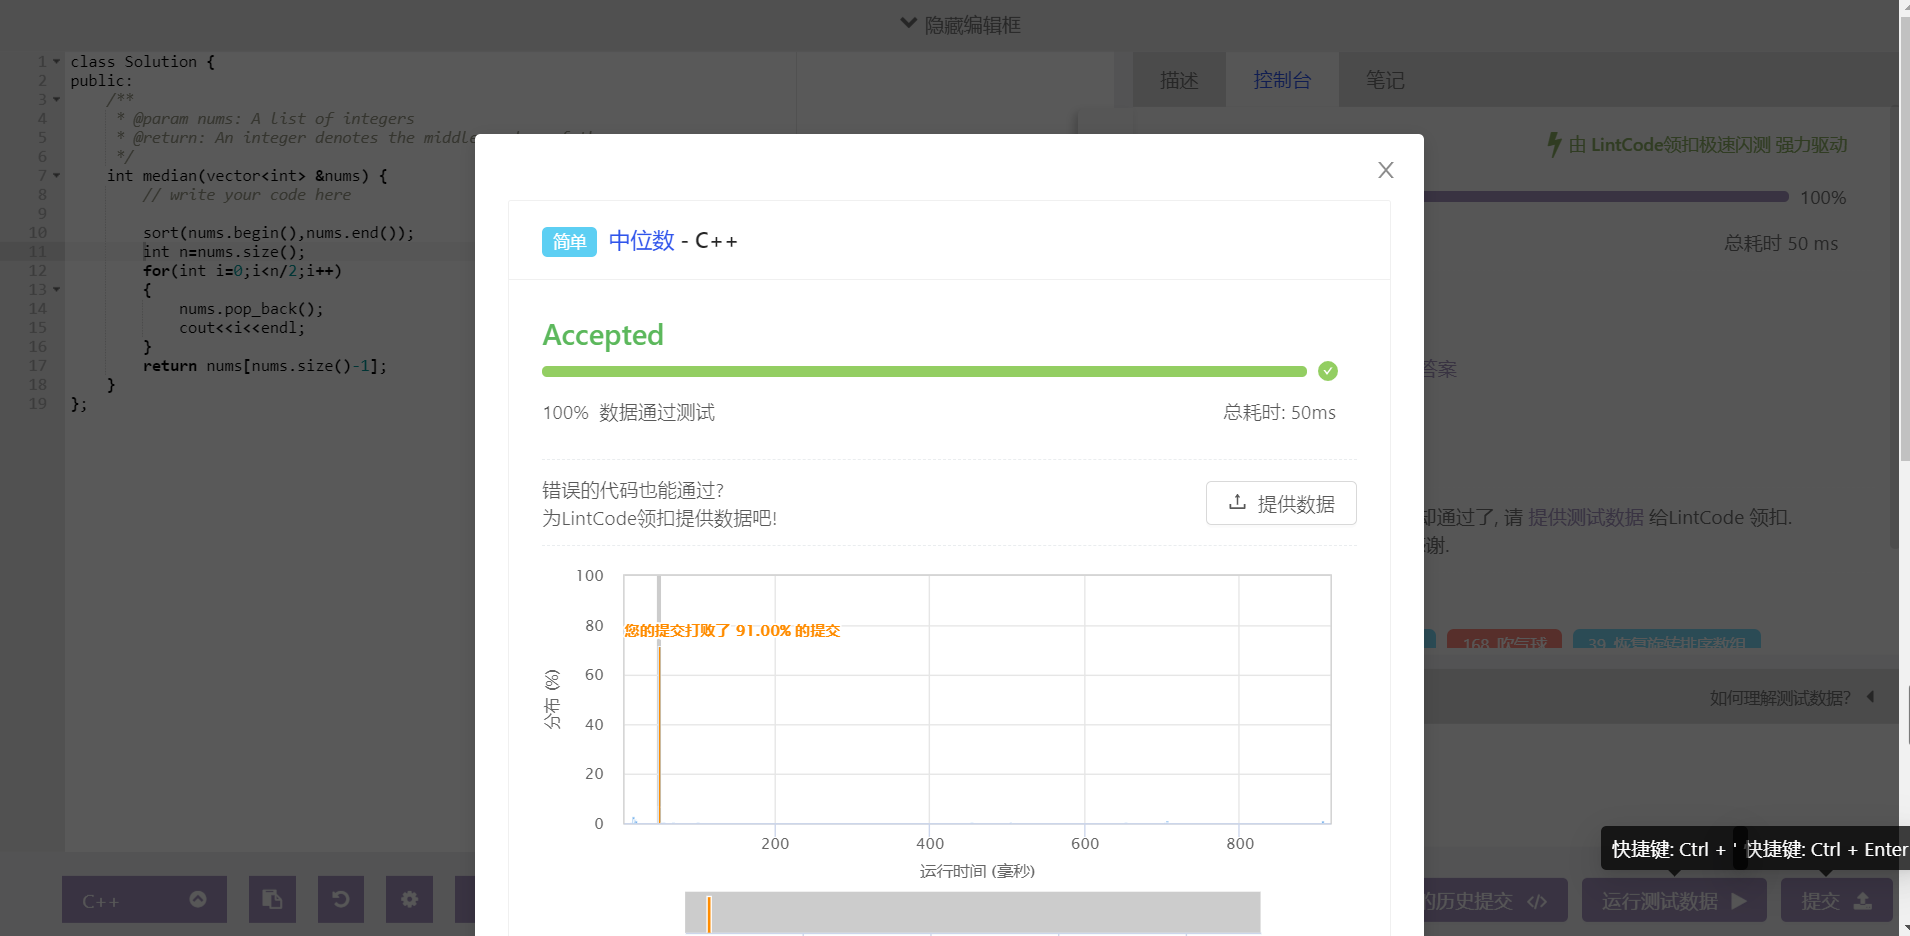 隐藏编辑框
1 class Solution {
2 public:
3 /**
4 * @param nums: A list of integers
5 * @return: An integer denotes the middle
6 */
7 int median(vector<int> &nums) {
8 // write your code here
9
10 sort(nums.begin(),nums.end());
11 int n=nums.size();
12 for(int i=0;i<n/2;i++)
13 {
14 nums.pop_back();
15 cout<<i<<endl;
16 }
17 return nums[nums.size()-1];
18 }
19 };
描述 控制台 笔记
由 LintCode领扣极速闪测 强力驱动
100%
总耗时 50 ms
答案
却通过了, 请 提供测试数据 给LintCode 领扣.
谢.
168 吹气球 39 恢复旋转排序数组
如何理解测试数据?
简单 中位数 - C++
Accepted
100% 数据通过测试 总耗时: 50ms
错误的代码也能通过?
为LintCode领扣提供数据吧!
提供数据
100
80
60
40
20
0
您的提交打败了 91.00% 的提交
分布 (%)
200 400 600 800
运行时间 (毫秒)
快捷键: Ctrl + ' 快捷键: Ctrl + Enter
C++ 的历史提交 运行测试数据 提交